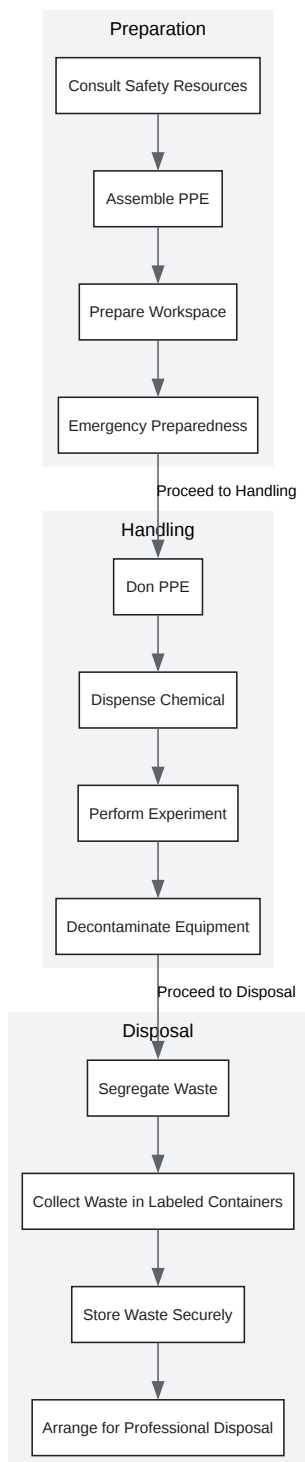 Preparation
Consult Safety Resources
Assemble PPE
Prepare Workspace
Emergency Preparedness
Proceed to Handling
Handling
Don PPE
Dispense Chemical
Perform Experiment
Decontaminate Equipment
Proceed to Disposal
Disposal
Segregate Waste
Collect Waste in Labeled Containers
Store Waste Securely
Arrange for Professional Disposal